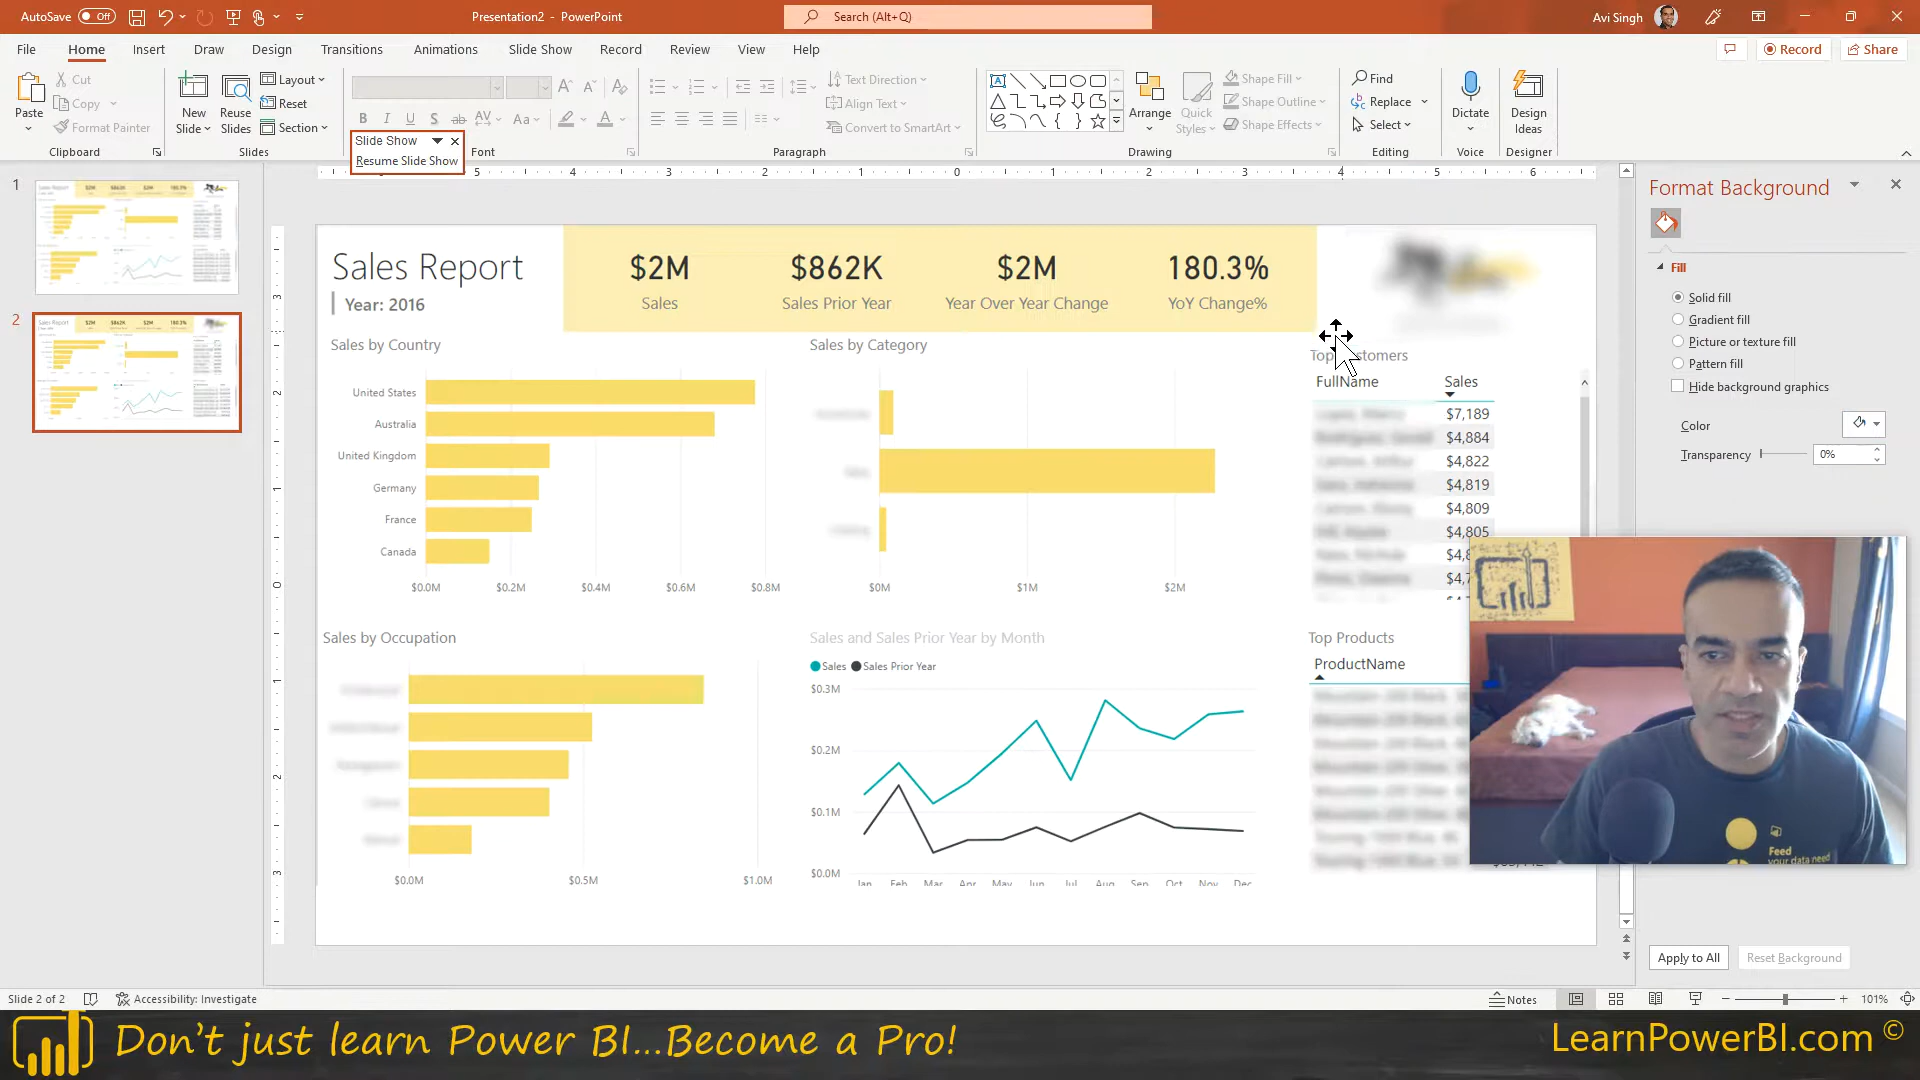 AutoSave Off
Presentation2 - PowerPoint
Search (Alt+Q)
Avi Singh
File Home Insert Draw Design Transitions Animations Slide Show Record Review View Help
Record Share
Paste
Cut
Copy
Format Painter
Clipboard
New Slide
Reuse Slides
Layout
Reset
Section
Slides
Slide Show
Resume Slide Show
Font
Text Direction
Align Text
Convert to SmartArt
Paragraph
Arrange
Quick Styles
Shape Fill
Shape Outline
Shape Effects
Drawing
Find
Replace
Select
Editing
Dictate
Voice
Design Ideas
Designer
1
2
Sales Report
Year: 2016
$2M
Sales
$862K
Sales Prior Year
$2M
Year Over Year Change
180.3%
YoY Change%
Sales by Country
United States
Australia
United Kingdom
Germany
France
Canada
$0.0M $0.2M $0.4M $0.6M $0.8M
Sales by Category
$0M $1M $2M
FullName Sales
$7,189
$4,884
$4,822
$4,819
$4,809
$4,805
Sales by Occupation
$0.0M $0.5M $1.0M
Sales and Sales Prior Year by Month
Sales Sales Prior Year
$0.3M
$0.2M
$0.1M
$0.0M
Jan Feb Mar Apr May Jun Jul Aug Sep Oct Nov Dec
Top Products
ProductName
Format Background
Fill
Solid fill
Gradient fill
Picture or texture fill
Pattern fill
Hide background graphics
Color
Transparency 0%
Apply to All
Reset Background
Feed
your data need
Slide 2 of 2
Accessibility: Investigate
Notes
101%
Don't just learn Power BI...Become a Pro!
LearnPowerBI.com ©